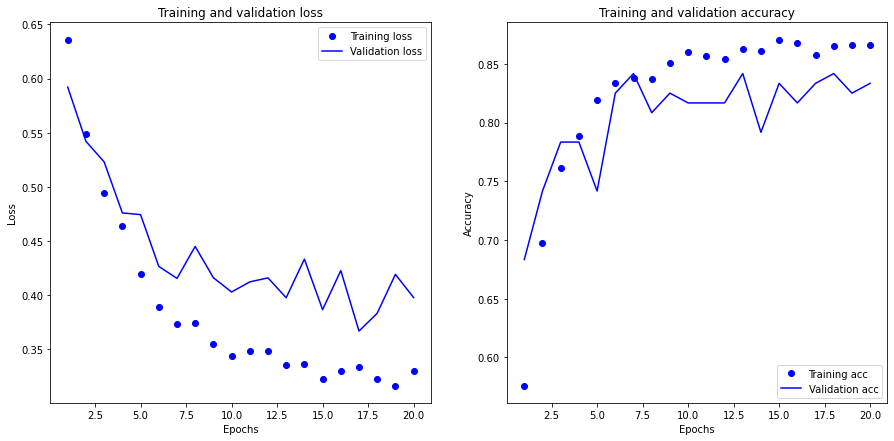 Training and validation loss
Training loss
Validation loss
0.65
0.60
0.55
0.50
0.45
0.40
0.35
Loss
2.5 5.0 7.5 10.0 12.5 15.0 17.5 20.0
Epochs
Training and validation accuracy
0.85
0.80
0.75
0.70
0.65
0.60
Accuracy
Training acc
Validation acc
2.5 5.0 7.5 10.0 12.5 15.0 17.5 20.0
Epochs